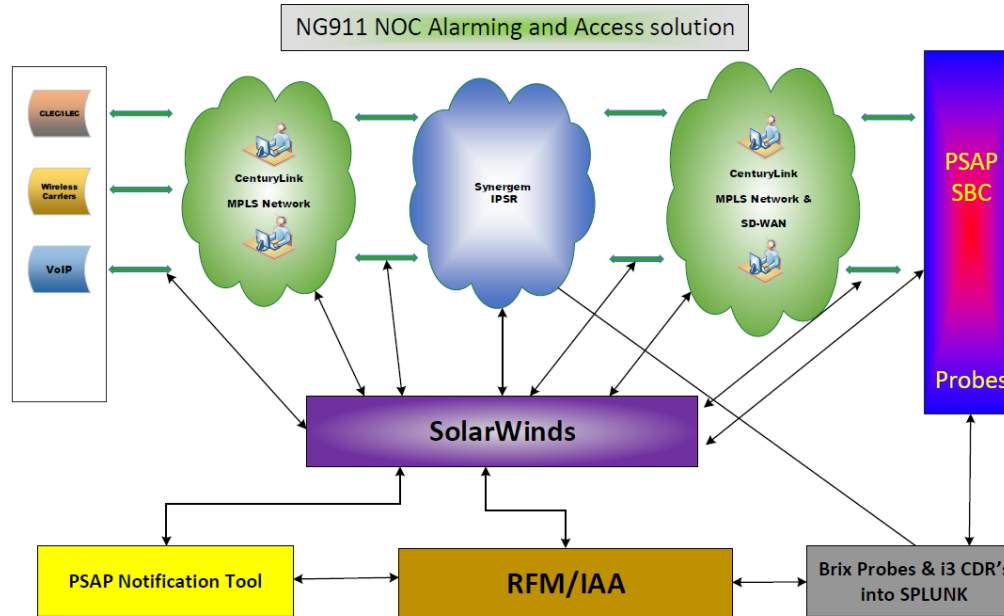 NG911 NOC Alarming and Access solution
CLEC/ILEC
Wireless
Carriers
VoIP
CenturyLink
MPLS Network
Synergem
IPSR
CenturyLink
MPLS Network &
SD-WAN
PSAP
SBC
Probes
SolarWinds
PSAP Notification Tool
RFM/IAA
Brix Probes & i3 CDR's
into SPLUNK